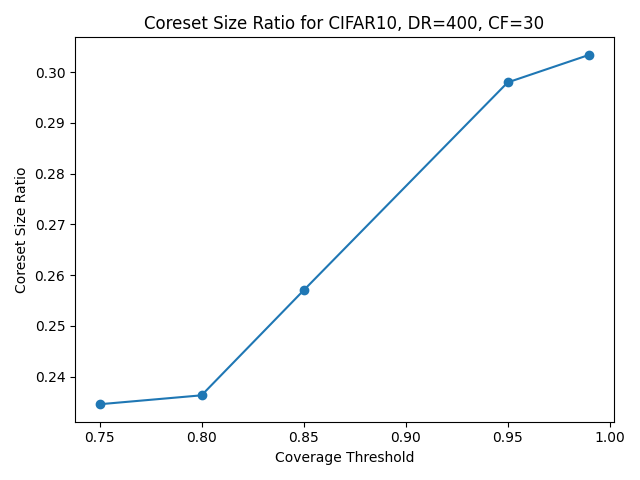 Coreset Size Ratio for CIFAR10, DR=400, CF=30
Coreset Size Ratio
0.30
0.29
0.28
0.27
0.26
0.25
0.24
0.75 0.80 0.85 0.90 0.95 1.00
Coverage Threshold